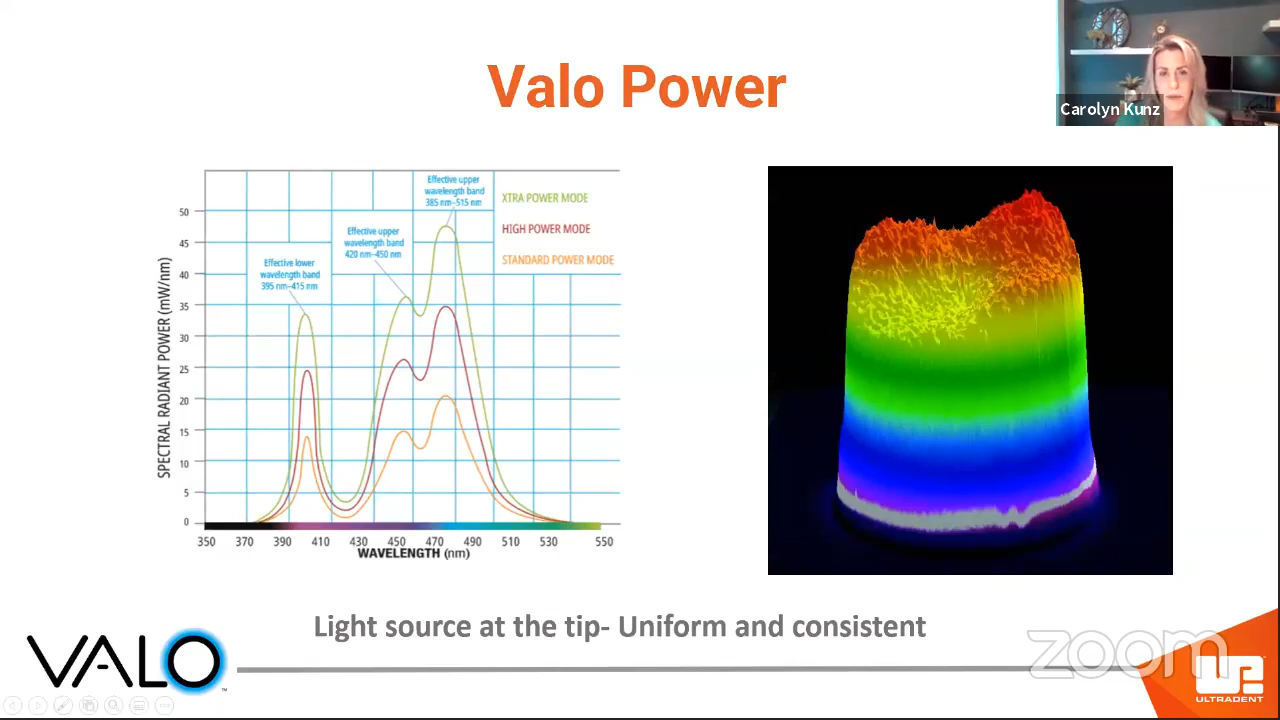 Valo Power
Carolyn Kunz
Effective upper
wavelength band
385 nm–515 nm
XTRA POWER MODE
HIGH POWER MODE
STANDARD POWER MODE
Effective upper
wavelength band
420 nm–450 nm
Effective lower
wavelength band
395 nm–415 nm
SPECTRAL RADIANT POWER (mW/nm)
50
45
40
35
30
25
20
15
10
5
0
350 370 390 410 430 450 470 490 510 530 550
WAVELENGTH (nm)
Light source at the tip- Uniform and consistent
VALO™
zoom
UP
ULTRADENT